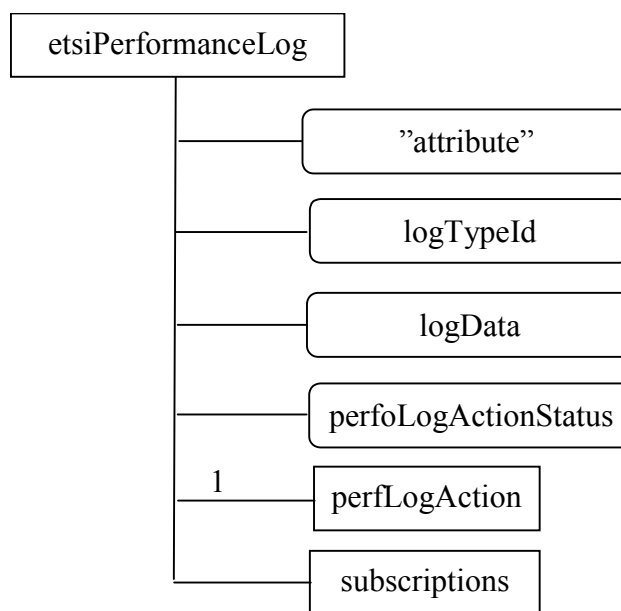 etsiPerformanceLog
”attribute”
logTypeId
logData
perfoLogActionStatus
1
perfLogAction
subscriptions